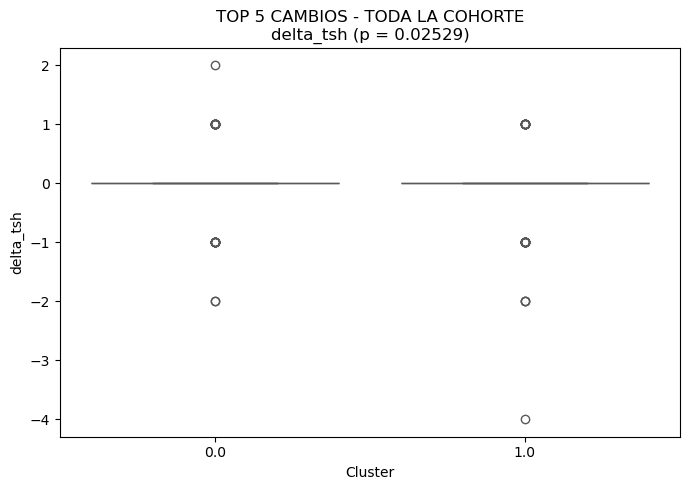 TOP 5 CAMBIOS - TODA LA COHORTE
delta_tsh (p = 0.02529)
2
1
0
−1
−2
−3
−4
delta_tsh
0.0
1.0
Cluster